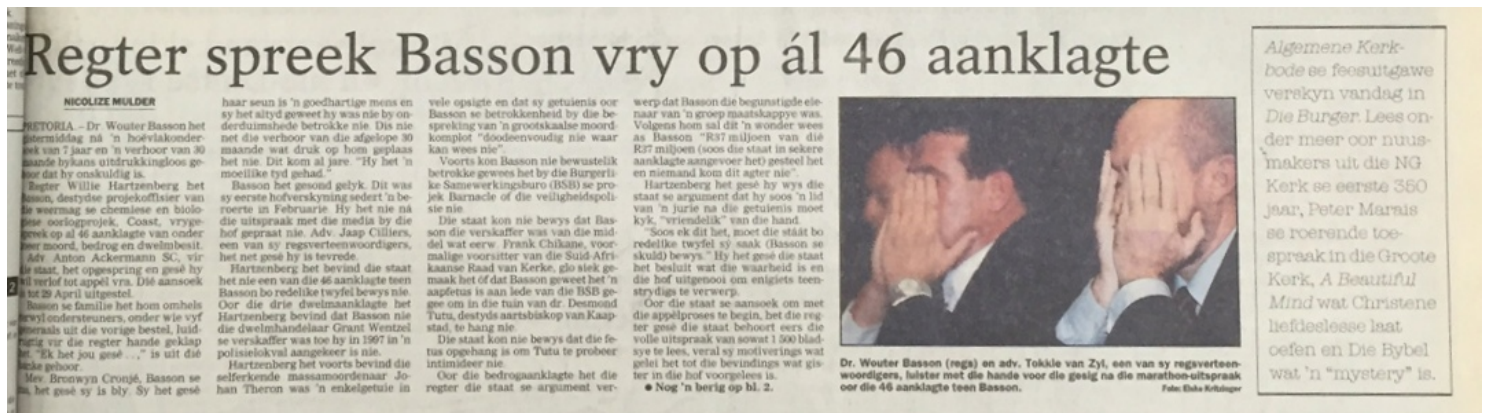 Regter spreek Basson vry op ál 46 aanklagte
NICOLIZE MULDER
PRETORIA. – Dr. Wouter Basson het
gistermiddag ná 'n hoëvlakonder-
soek van 7 jaar en 'n verhoor van 30
maande bykans uitdrukkingloos ge-
hoor dat hy onskuldig is.
Regter Willie Hartzenberg het
Basson, destydse projekoffisier van
die weermag se chemiese en biolo-
giese oorlogprojek, Coast, vryge-
spreek op al 46 aanklagte van onder
meer moord, bedrog en dwelmbesit.
Adv. Anton Ackermann SC, vir
die staat, het opgespring en gesê hy
wil verlof tot appèl vra. Dié aansoek
is tot 29 April uitgestel.
Basson se familie het hom omhels
terwyl ondersteuners, onder wie vyf
generaals uit die vorige bestel, luid-
rugtig vir die regter hande geklap
het. "Ek het jou gesê . . .," is uit dié
gehoor.
Mev. Bronwyn Cronjé, Basson se
het gesê sy is bly. Sy het gesê
haar seun is 'n goedhartige mens en
sy het altyd geweet hy was nie by on-
derduimshede betrokke nie. Dis nie
net die verhoor van die afgelope 30
maande wat druk op hom geplaas
het nie. Dit kom al jare. "Hy het 'n
moeilike tyd gehad."
Basson het gesond gelyk. Dit was
sy eerste hofverskyning sedert 'n be-
roerte in Februarie. Hy het nie ná
die uitspraak met die media by die
hof gepraat nie. Adv. Jaap Cilliers,
een van sy regsverteenwoordigers,
het net gesê hy is tevrede.
Hartzenberg het bevind die staat
het nie een van die 46 aanklagte teen
Basson bo redelike twyfel bewys nie.
Oor die drie dwelmaanklagte het
Hartzenberg bevind dat Basson nie
die dwelmhandelaar Grant Wentzel
se verskaffer was toe hy in 1997 in 'n
polisielokval aangekeer is nie.
Hartzenberg het voorts bevind die
selferkende massamoordenaar Jo-
han Theron was 'n enkelgetuie in
vele opsigte en dat sy getuienis oor
Basson se betrokkenheid by die be-
spreking van 'n grootskaalse moord-
komplot "doodeenvoudig nie waar
kan wees nie".
Voorts kon Basson nie bewustelik
betrokke gewees het by die Burgerli-
ke Samewerkingsburo (BSB) se pro-
jek Barnacle of die veiligheidspoli-
sie nie.
Die staat kon nie bewys dat Bas-
son die verskaffer was van die mid-
del wat eerw. Frank Chikane, voor-
malige voorsitter van die Suid-Afri-
kaanse Raad van Kerke, glo siek ge-
maak het óf dat Basson geweet het 'n
aapfetus is aan lede van die BSB ge-
gee om in die tuin van dr. Desmond
Tutu, destyds aartsbiskop van Kaap-
stad, te hang nie.
Die staat kon nie bewys dat die fe-
tus opgehang is om Tutu te probeer
intimideer nie.
Oor die bedrogaanklagte het die
regter die staat se argument ver-
werp dat Basson die begunstigde eie-
naar van 'n groep maatskappye was.
Volgens hom sal dit 'n wonder wees
as Basson "R37 miljoen van dié
R37 miljoen (soos die staat in sekere
aanklagte aangevoer het) gesteel het
en niemand kom dit agter nie".
Hartzenberg het gesê hy wys die
staat se argument dat hy soos 'n lid
van 'n jurie na die getuienis moet
kyk, "vriendelik" van die hand.
"Soos ek dit het, moet die stáát bo
redelike twyfel sý saak (Basson se
skuld) bewys." Hy het gesê die staat
het besluit wat die waarheid is en
die hof uitgenooi om enigiets teen-
strydigs te verwerp.
Oor die staat se aansoek om met
die appèlproses te begin, het die reg-
ter gesê die staat behoort eers die
volle uitspraak van sowat 1 500 blad-
sye te lees, veral sy motiverings wat
gelei het tot die bevindings wat gis-
ter in die hof voorgelees is.
● Nog 'n berig op bl. 2.
Dr. Wouter Basson (regs) en adv. Tokkie van Zyl, een van sy regsverteen-
woordigers, luister met die hande voor die gesig na die marathon-uitspraak
oor die 46 aanklagte teen Basson.
Foto: Elske Kritzinger
Algemene Kerk-
bode se feesuitgawe
verskyn vandag in
Die Burger. Lees on-
der meer oor nuus-
makers uit die NG
Kerk se eerste 350
jaar, Peter Marais
se roerende toe-
spraak in die Groote
Kerk, A Beautiful
Mind wat Christene
liefdeslesse laat
oefen en Die Bybel
wat 'n "mystery" is.